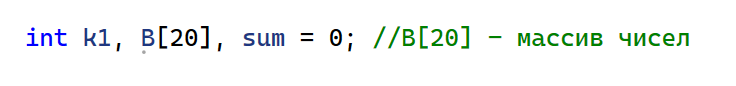 int k1, B[20], sum = 0; //B[20] - массив чисел